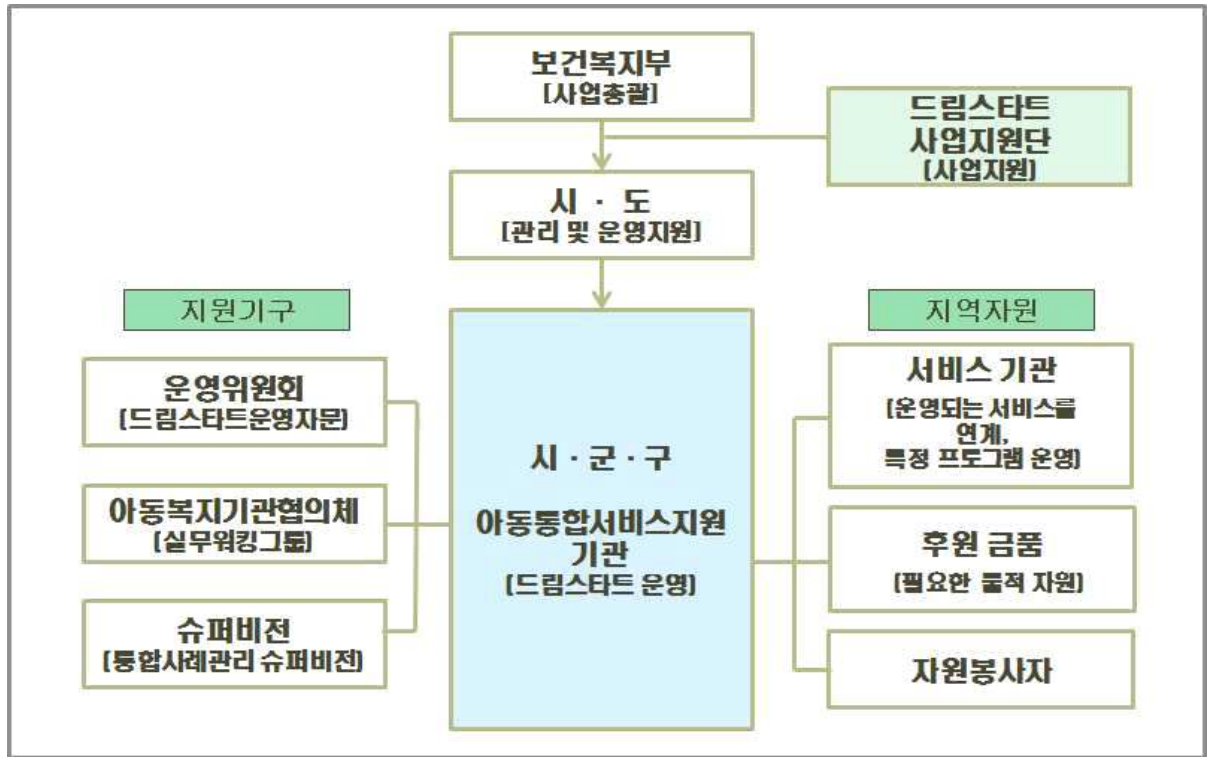 보건복지부
[사업총괄]
드림스타트
사업지원단
(사업지원)
시 · 도
[관리 및 운영지원]
지원기구
지역자원
운영위원회
(드림스타트운영자문)
아동복지기관협의체
(실무워킹그룹)
슈퍼비전
(통합사례관리 슈퍼비전)
시 · 군 · 구
아동통합서비스지원
기관
(드림스타트 운영)
서비스 기관
(운영되는 서비스를
연계,
특정 프로그램 운영)
후원 금품
(필요한 물적 자원)
자원봉사자